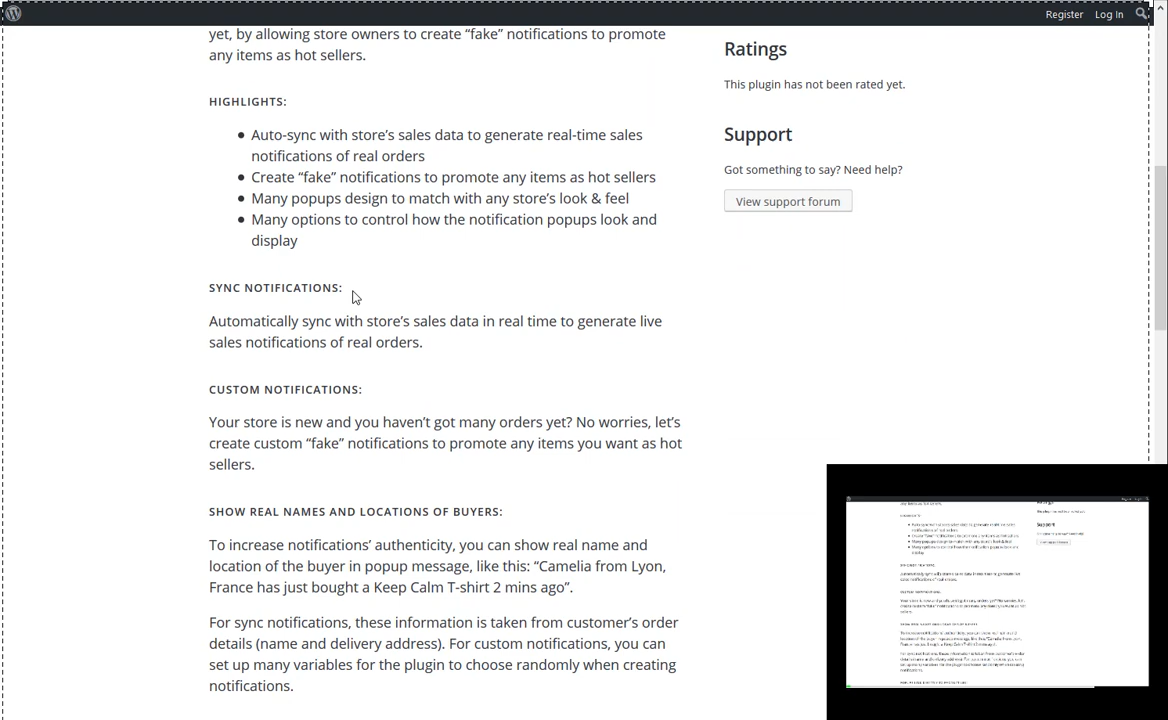 Register Log In
yet, by allowing store owners to create “fake” notifications to promote
any items as hot sellers.
HIGHLIGHTS:
Auto-sync with store’s sales data to generate real-time sales
notifications of real orders
Create “fake” notifications to promote any items as hot sellers
Many popups design to match with any store’s look & feel
Many options to control how the notification popups look and
display
SYNC NOTIFICATIONS:
Automatically sync with store’s sales data in real time to generate live
sales notifications of real orders.
CUSTOM NOTIFICATIONS:
Your store is new and you haven’t got many orders yet? No worries, let’s
create custom “fake” notifications to promote any items you want as hot
sellers.
SHOW REAL NAMES AND LOCATIONS OF BUYERS:
To increase notifications’ authenticity, you can show real name and
location of the buyer in popup message, like this: “Camelia from Lyon,
France has just bought a Keep Calm T-shirt 2 mins ago”.
For sync notifications, these information is taken from customer’s order
details (name and delivery address). For custom notifications, you can
set up many variables for the plugin to choose randomly when creating
notifications.
Ratings
This plugin has not been rated yet.
Support
Got something to say? Need help?
View support forum